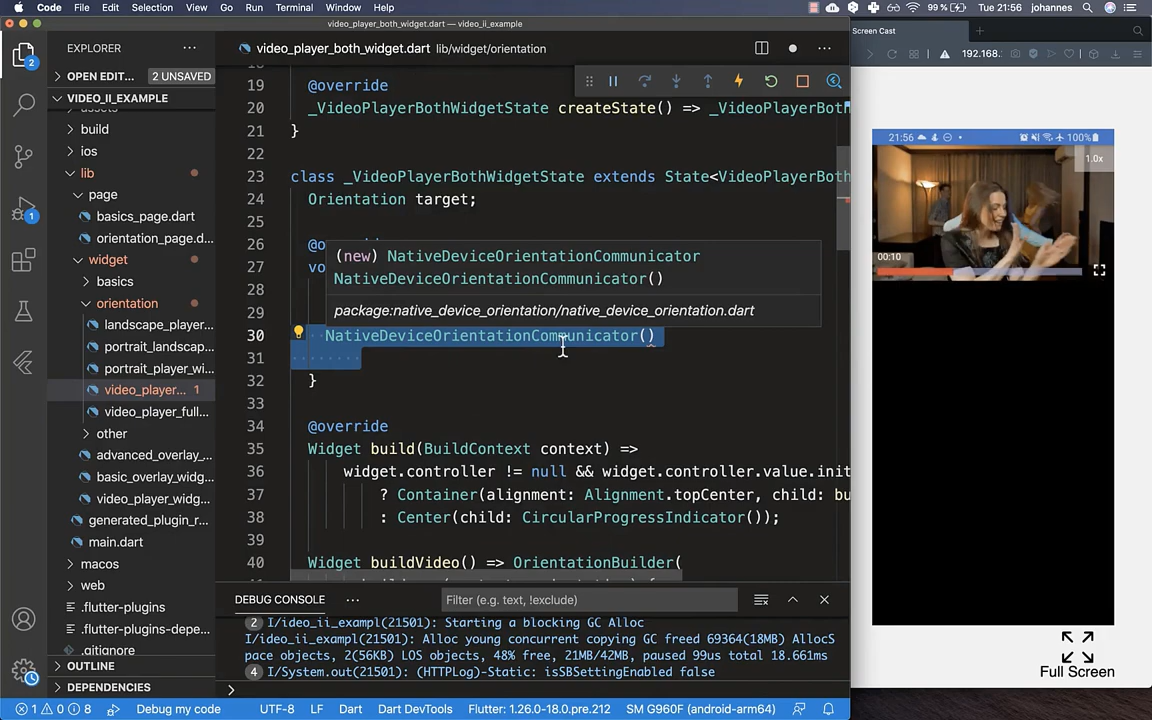 Code File Edit Selection View Go Run Terminal Window Help 99 % Tue 21:56 johannes
video_player_both_widget.dart — video_ii_example
EXPLORER
OPEN EDIT... 2 UNSAVED
VIDEO_II_EXAMPLE
assets
build
ios
lib
page
basics_page.dart
orientation_page.d...
widget
basics
orientation
landscape_player...
portrait_landscap...
portrait_player_wi...
video_player... 1
video_player_full...
other
advanced_overlay_...
basic_overlay_widg...
video_player_widg...
generated_plugin_r...
main.dart
macos
web
.flutter-plugins
.flutter-plugins-depe...
.gitignore
OUTLINE
DEPENDENCIES
2
1
video_player_both_widget.dart lib/widget/orientation
18
19 @override
20 _VideoPlayerBothWidgetState createState() => _VideoPlayerBoth
21 }
22
23 class _VideoPlayerBothWidgetState extends State<VideoPlayerBoth
24 Orientation target;
25
26 @o
27 vo
28
29
(new) NativeDeviceOrientationCommunicator
NativeDeviceOrientationCommunicator()
package:native_device_orientation/native_device_orientation.dart
30 NativeDeviceOrientationCommunicator()
31
32 }
33
34 @override
35 Widget build(BuildContext context) =>
36 widget.controller != null && widget.controller.value.init
37 ? Container(alignment: Alignment.topCenter, child: bu
38 : Center(child: CircularProgressIndicator());
39
40 Widget buildVideo() => OrientationBuilder(
DEBUG CONSOLE Filter (e.g. text, !exclude)
2 I/ideo_ii_exampl(21501): Starting a blocking GC Alloc
I/ideo_ii_exampl(21501): Alloc young concurrent copying GC freed 69364(18MB) AllocS
pace objects, 2(56KB) LOS objects, 48% free, 21MB/42MB, paused 99us total 18.661ms
4 I/System.out(21501): (HTTPLog)-Static: isSBSettingEnabled false
1 0 8 Debug my code UTF-8 LF Dart Dart DevTools Flutter: 1.26.0-18.0.pre.212 SM G960F (android-arm64)
Screen Cast
192.168.
21:56 100%
1.0x
00:10
Full Screen